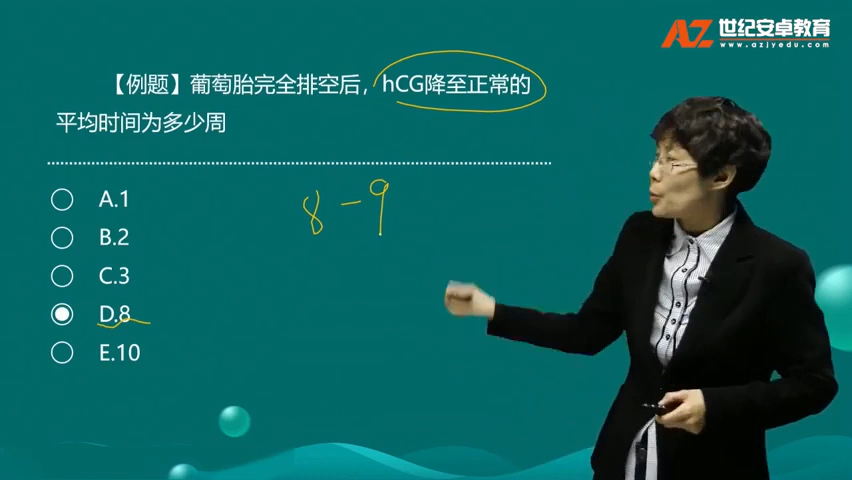 AZ 世纪安卓教育
www.azjyedu.com
【例题】葡萄胎完全排空后，hCG降至正常的
平均时间为多少周
A.1
8-9
B.2
C.3
D.8
E.10